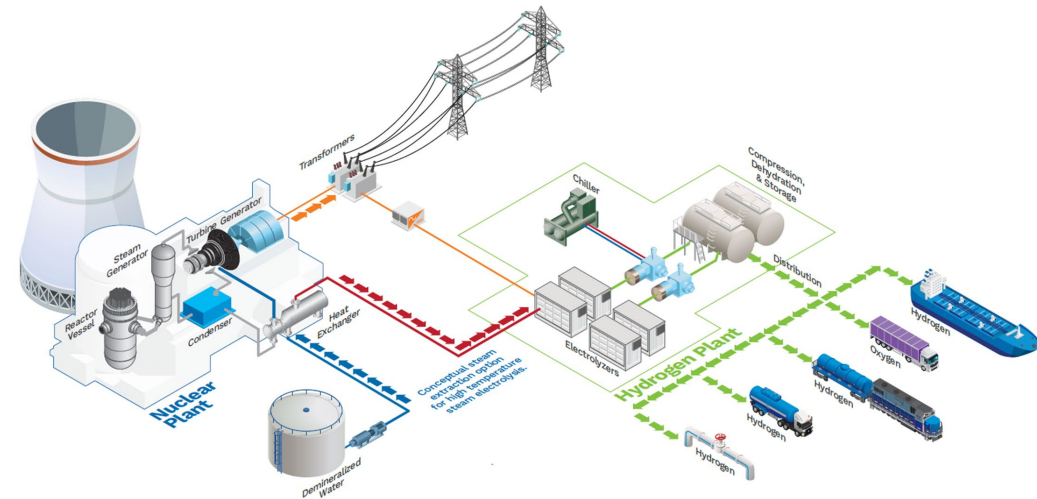 Transformers
Turbine Generator
Steam
Generator
Reactor
Vessel
Condenser
Heat
Exchanger
Nuclear
Plant
Demineralized
Water
Conceptual steam
extraction option
for high temperature
steam electrolysis.
Chiller
Compression,
Dehydration
& Storage
Electrolyzers
Hydrogen Plant
Distribution
Hydrogen
Oxygen
Hydrogen
Hydrogen
Hydrogen